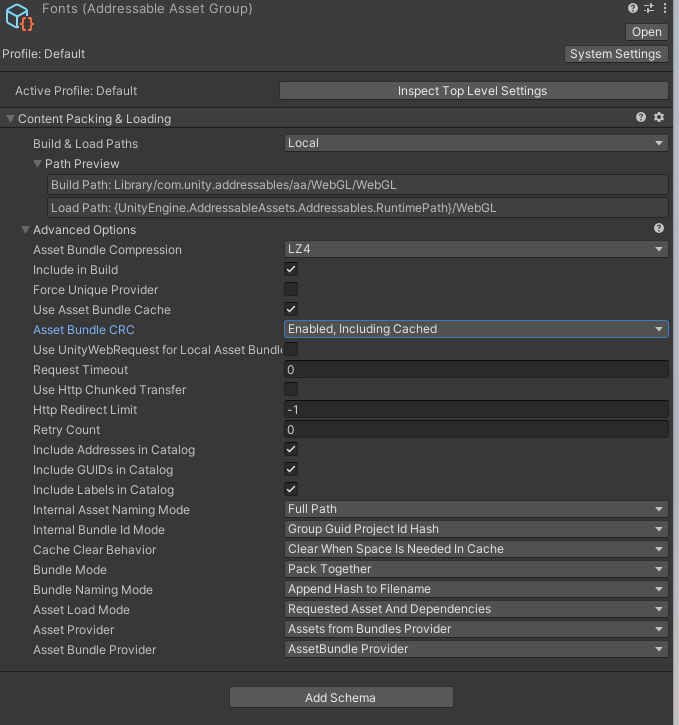 Fonts (Addressable Asset Group)
Open
Profile: Default
System Settings
Active Profile: Default
Inspect Top Level Settings
Content Packing & Loading
Build & Load Paths Local
Path Preview
Build Path: Library/com.unity.addressables/aa/WebGL/WebGL
Load Path: {UnityEngine.AddressableAssets.Addressables.RuntimePath}/WebGL
Advanced Options
Asset Bundle Compression LZ4
Include in Build
Force Unique Provider
Use Asset Bundle Cache
Asset Bundle CRC Enabled, Including Cached
Use UnityWebRequest for Local Asset Bundl
Request Timeout 0
Use Http Chunked Transfer
Http Redirect Limit -1
Retry Count 0
Include Addresses in Catalog
Include GUIDs in Catalog
Include Labels in Catalog
Internal Asset Naming Mode Full Path
Internal Bundle Id Mode Group Guid Project Id Hash
Cache Clear Behavior Clear When Space Is Needed In Cache
Bundle Mode Pack Together
Bundle Naming Mode Append Hash to Filename
Asset Load Mode Requested Asset And Dependencies
Asset Provider Assets from Bundles Provider
Asset Bundle Provider AssetBundle Provider
Add Schema